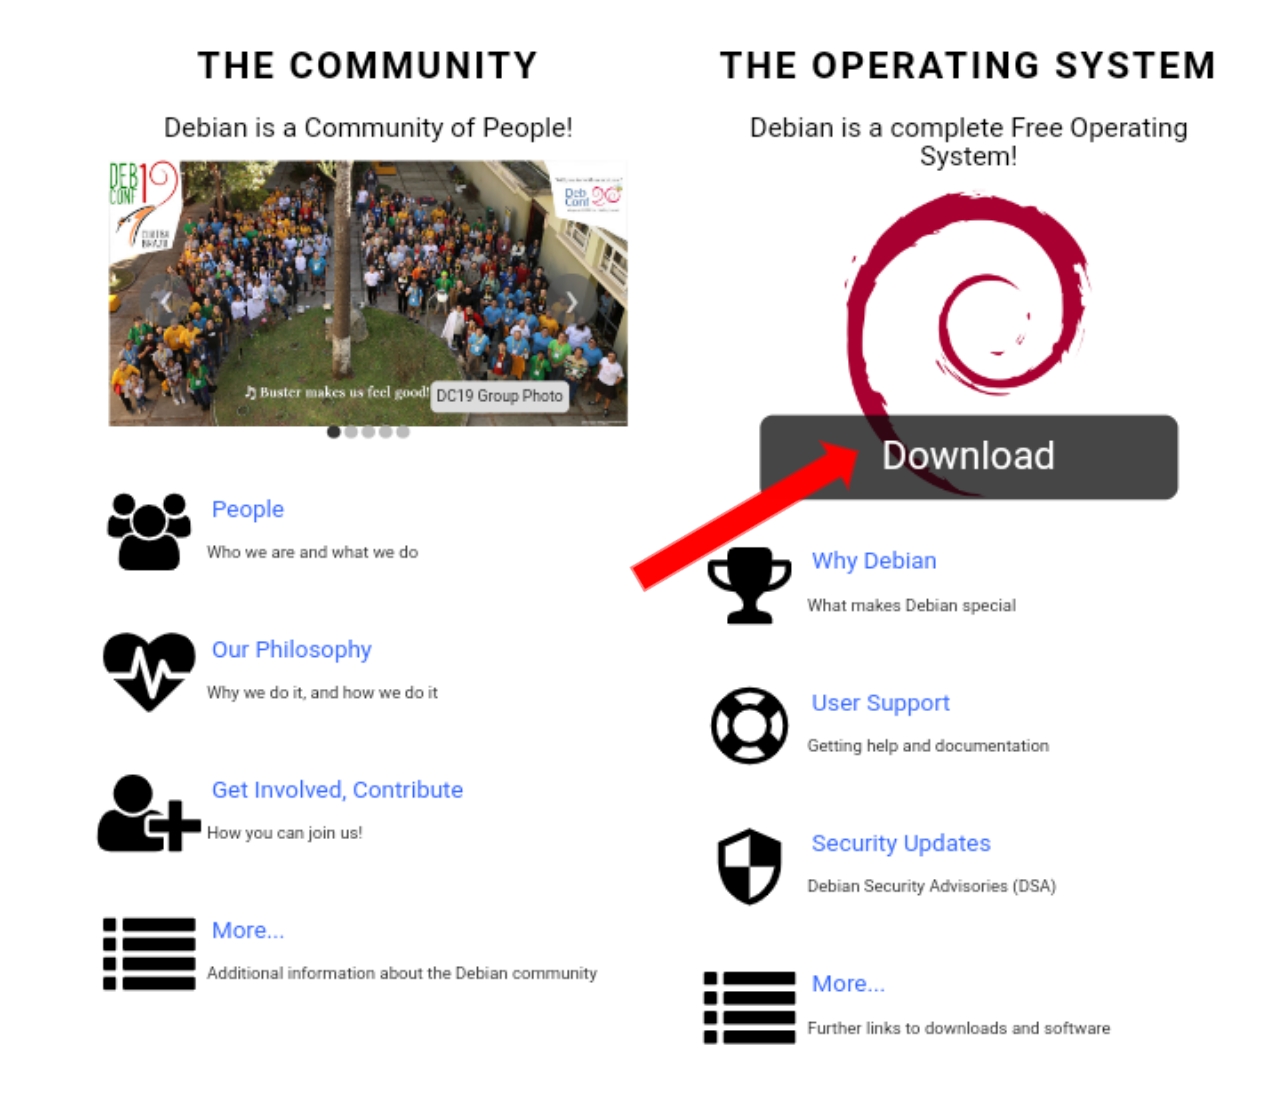 THE COMMUNITY
Debian is a Community of People!
DEB
CONF
19
CURITIBA
BRAZIL
Deb
Conf 20
♫ Buster makes us feel good!
DC19 Group Photo
People
Who we are and what we do
Our Philosophy
Why we do it, and how we do it
Get Involved, Contribute
How you can join us!
More...
Additional information about the Debian community
THE OPERATING SYSTEM
Debian is a complete Free Operating
System!
Download
Why Debian
What makes Debian special
User Support
Getting help and documentation
Security Updates
Debian Security Advisories (DSA)
More...
Further links to downloads and software